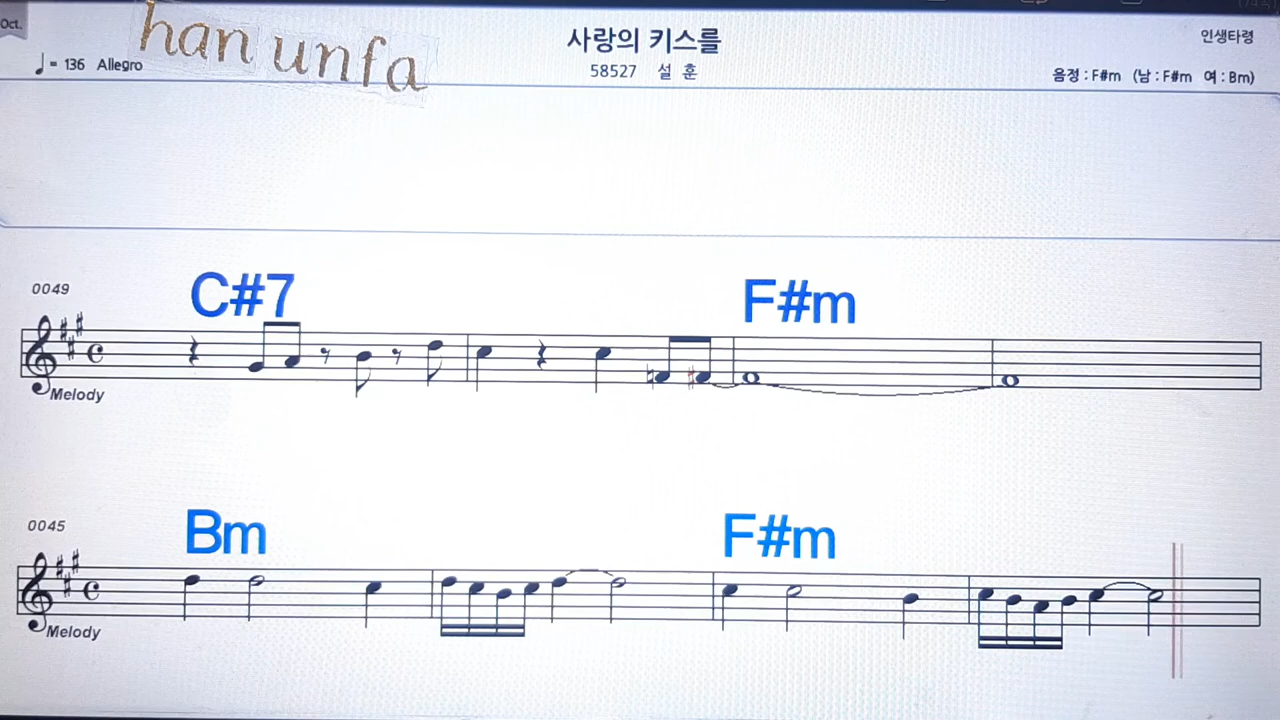 Oct.
han unfa
사랑의 키스를
인생타령
♩= 136 Allegro
58527 설 훈
음정 : F#m (남 : F#m 여 : Bm)
0049
C#7 F#m
Melody
0045
Bm F#m
Melody